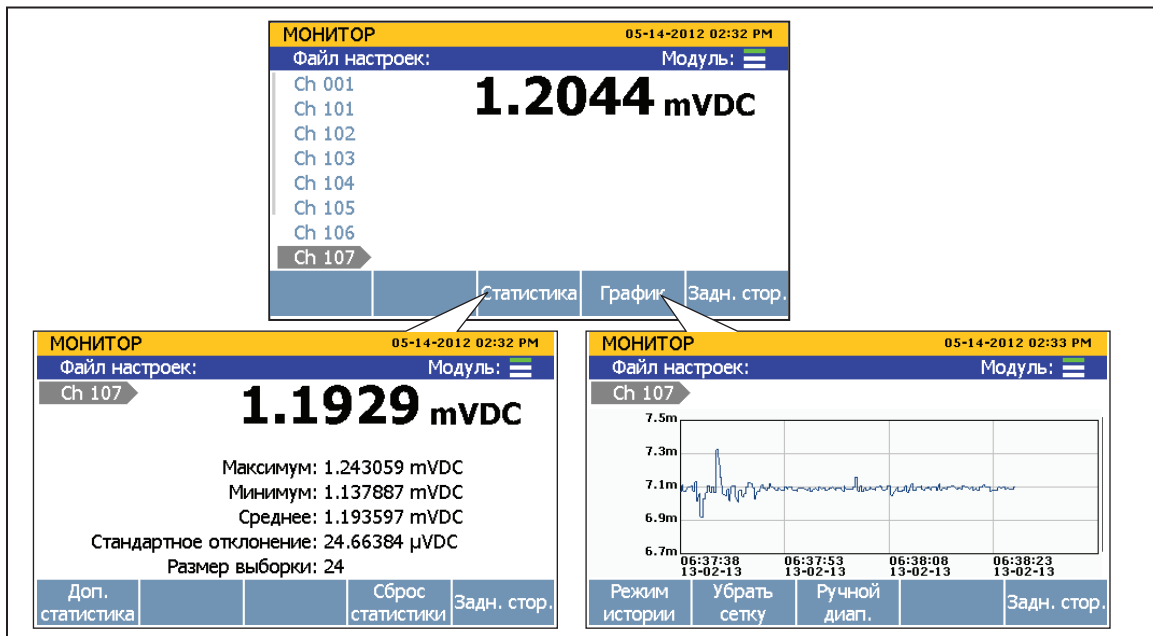 МОНИТОР 05-14-2012 02:32 PM
Файл настроек: Модуль:
Ch 001
1.2044 mVDC
Ch 101
Ch 102
Ch 103
Ch 104
Ch 105
Ch 106
Ch 107
Статистика График Задн. стор.
МОНИТОР 05-14-2012 02:32 PM
Файл настроек: Модуль:
Ch 107
1.1929 mVDC
Максимум: 1.243059 mVDC
Минимум: 1.137887 mVDC
Среднее: 1.193597 mVDC
Стандартное отклонение: 24.66384 µVDC
Размер выборки: 24
Доп. статистика Сброс статистики Задн. стор.
МОНИТОР 05-14-2012 02:33 PM
Файл настроек: Модуль:
Ch 107
7.5m
7.3m
7.1m
6.9m
6.7m
06:37:38 06:37:53 06:38:08 06:38:23
13-02-13 13-02-13 13-02-13 13-02-13
Режим истории Убрать сетку Ручной диап. Задн. стор.